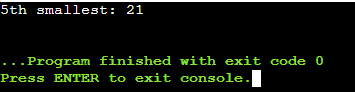 5th smallest: 21
...Program finished with exit code 0
Press ENTER to exit console.